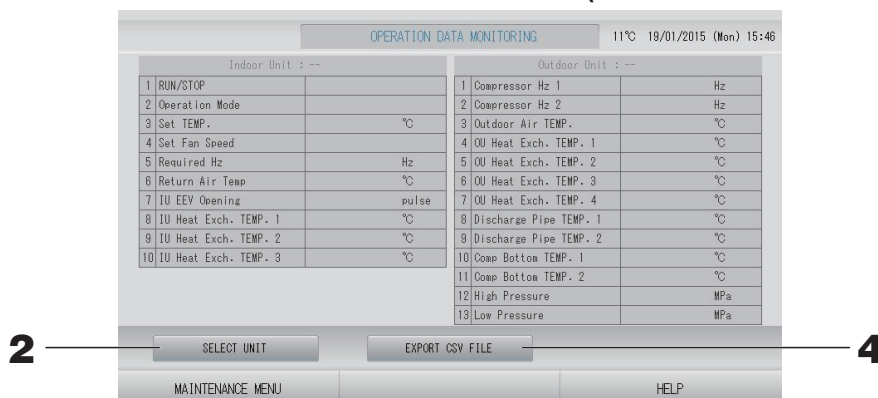 OPERATION DATA MONITORING 11℃ 19/01/2015 (Mon) 15:46
Indoor Unit : --
1 RUN/STOP
2 Operation Mode
3 Set TEMP. ℃
4 Set Fan Speed
5 Required Hz Hz
6 Return Air Temp ℃
7 IU EEV Opening pulse
8 IU Heat Exch. TEMP. 1 ℃
9 IU Heat Exch. TEMP. 2 ℃
10 IU Heat Exch. TEMP. 3 ℃
Outdoor Unit : --
1 Compressor Hz 1 Hz
2 Compressor Hz 2 Hz
3 Outdoor Air TEMP. ℃
4 OU Heat Exch. TEMP. 1 ℃
5 OU Heat Exch. TEMP. 2 ℃
6 OU Heat Exch. TEMP. 3 ℃
7 OU Heat Exch. TEMP. 4 ℃
8 Discharge Pipe TEMP. 1 ℃
9 Discharge Pipe TEMP. 2 ℃
10 Comp Bottom TEMP. 1 ℃
11 Comp Bottom TEMP. 2 ℃
12 High Pressure MPa
13 Low Pressure MPa
2 SELECT UNIT EXPORT CSV FILE 4
MAINTENANCE MENU HELP